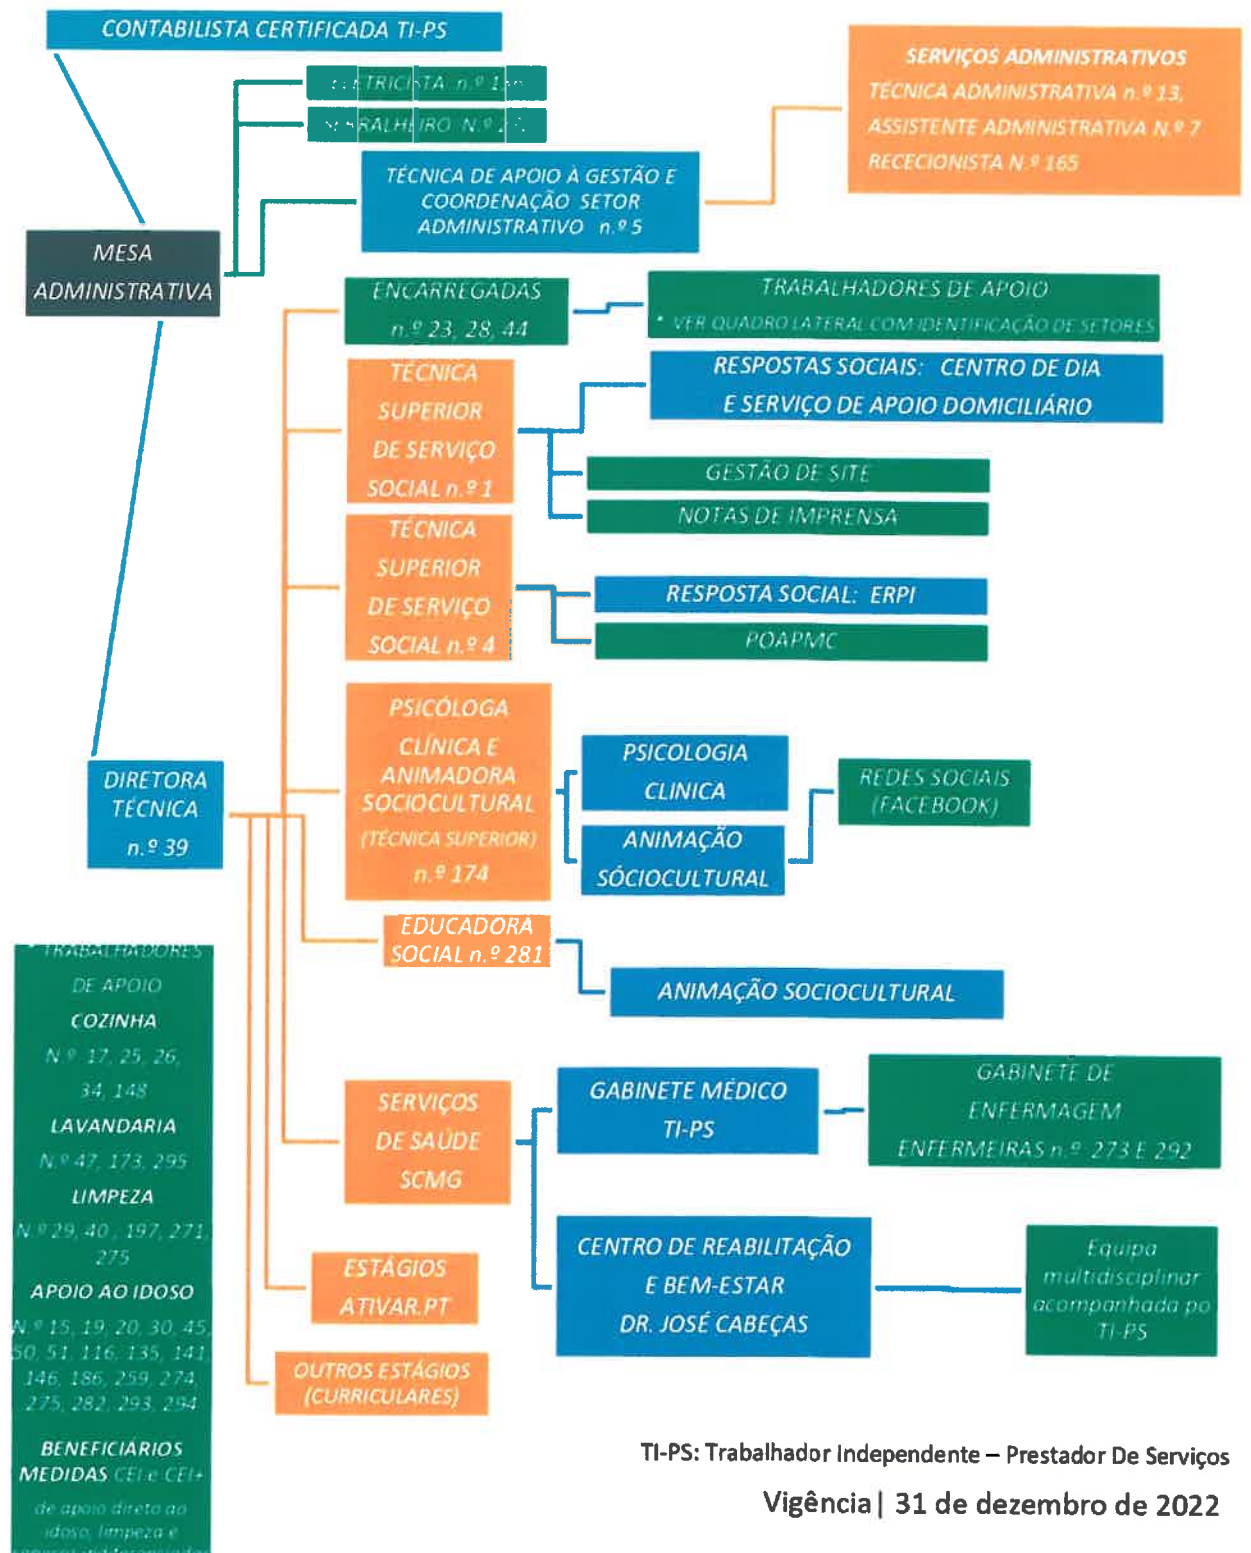 CONTABILISTA CERTIFICADA TI-PS
SERVIÇOS ADMINISTRATIVOS
TÉCNICA ADMINISTRATIVA n.º 13,
ASSISTENTE ADMINISTRATIVA N.º 7
RECECIONISTA N.º 165
TÉCNICA DE APOIO À GESTÃO E
COORDENAÇÃO SETOR
ADMINISTRATIVO n.º 5
MESA
ADMINISTRATIVA
ENCARREGADAS
n.º 23, 28, 44
TRABALHADORES DE APOIO
* VER QUADRO LATERAL COM IDENTIFICAÇÃO DE SETORES
TÉCNICA
SUPERIOR
DE SERVIÇO
SOCIAL n.º 1
RESPOSTAS SOCIAIS: CENTRO DE DIA
E SERVIÇO DE APOIO DOMICILIÁRIO
GESTÃO DE SITE
NOTAS DE IMPRENSA
TÉCNICA
SUPERIOR
DE SERVIÇO
SOCIAL n.º 4
RESPOSTA SOCIAL: ERPI
POAPMC
PSICÓLOGA
CLÍNICA E
ANIMADORA
SOCIOCULTURAL
(TÉCNICA SUPERIOR)
n.º 174
PSICOLOGIA
CLINICA
ANIMAÇÃO
SÓCIOCULTURAL
REDES SOCIAIS
(FACEBOOK)
DIRETORA
TÉCNICA
n.º 39
EDUCADORA
SOCIAL n.º 281
ANIMAÇÃO SOCIOCULTURAL
* TRABALHADORES
DE APOIO
COZINHA
N.º 17, 25, 26,
34, 148
LAVANDARIA
N.º 47, 173, 295
LIMPEZA
N.º 29, 40, 197, 271,
275
APOIO AO IDOSO
N.º 15, 19, 20, 30, 45,
50, 51, 116, 135, 141,
146, 186, 259, 274,
275, 282, 293, 294
BENEFICIÁRIOS
MEDIDAS CEI e CEI+
de apoio direto ao
idoso, limpeza e
SERVIÇOS
DE SAÚDE
SCMG
GABINETE MÉDICO
TI-PS
GABINETE DE
ENFERMAGEM
ENFERMEIRAS n.º 273 E 292
CENTRO DE REABILITAÇÃO
E BEM-ESTAR
DR. JOSÉ CABEÇAS
Equipa
multidisciplinar
acompanhada po
TI-PS
ESTÁGIOS
ATIVAR.PT
OUTROS ESTÁGIOS
(CURRICULARES)
TI-PS: Trabalhador Independente – Prestador De Serviços
Vigência| 31 de dezembro de 2022